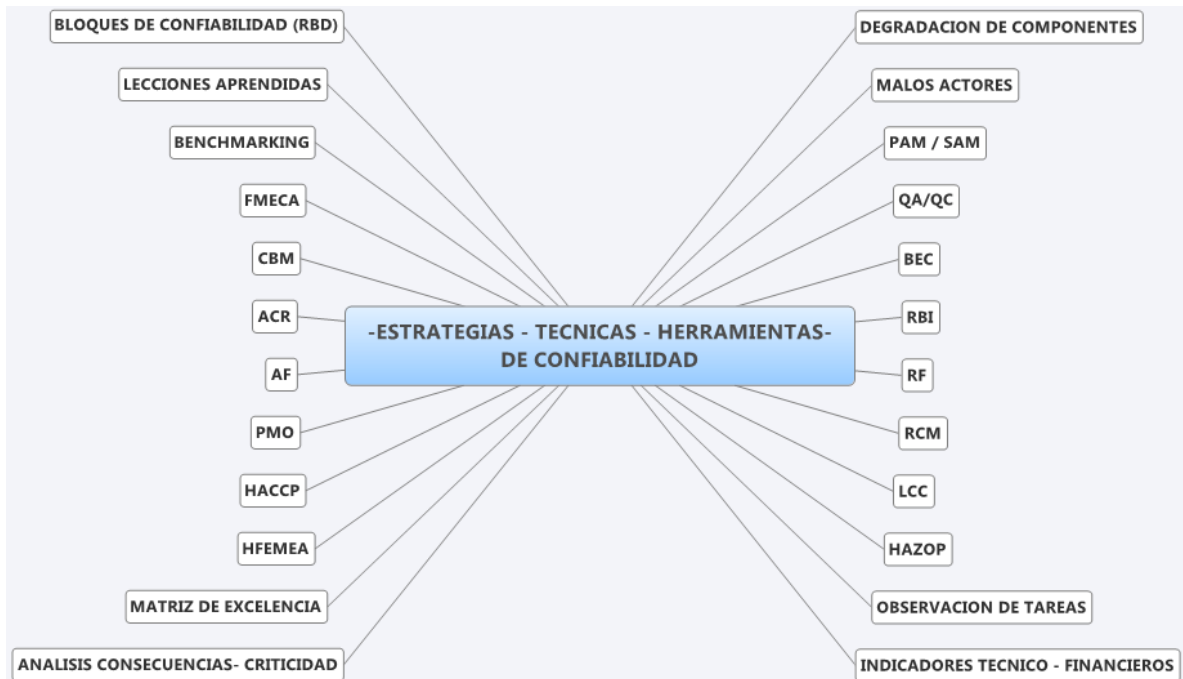 BLOQUES DE CONFIABILIDAD (RBD)
LECCIONES APRENDIDAS
BENCHMARKING
FMECA
CBM
ACR
AF
PMO
HACCP
HFEMEA
MATRIZ DE EXCELENCIA
ANALISIS CONSECUENCIAS- CRITICIDAD
-ESTRATEGIAS - TECNICAS - HERRAMIENTAS-
DE CONFIABILIDAD
DEGRADACION DE COMPONENTES
MALOS ACTORES
PAM / SAM
QA/QC
BEC
RBI
RF
RCM
LCC
HAZOP
OBSERVACION DE TAREAS
INDICADORES TECNICO - FINANCIEROS